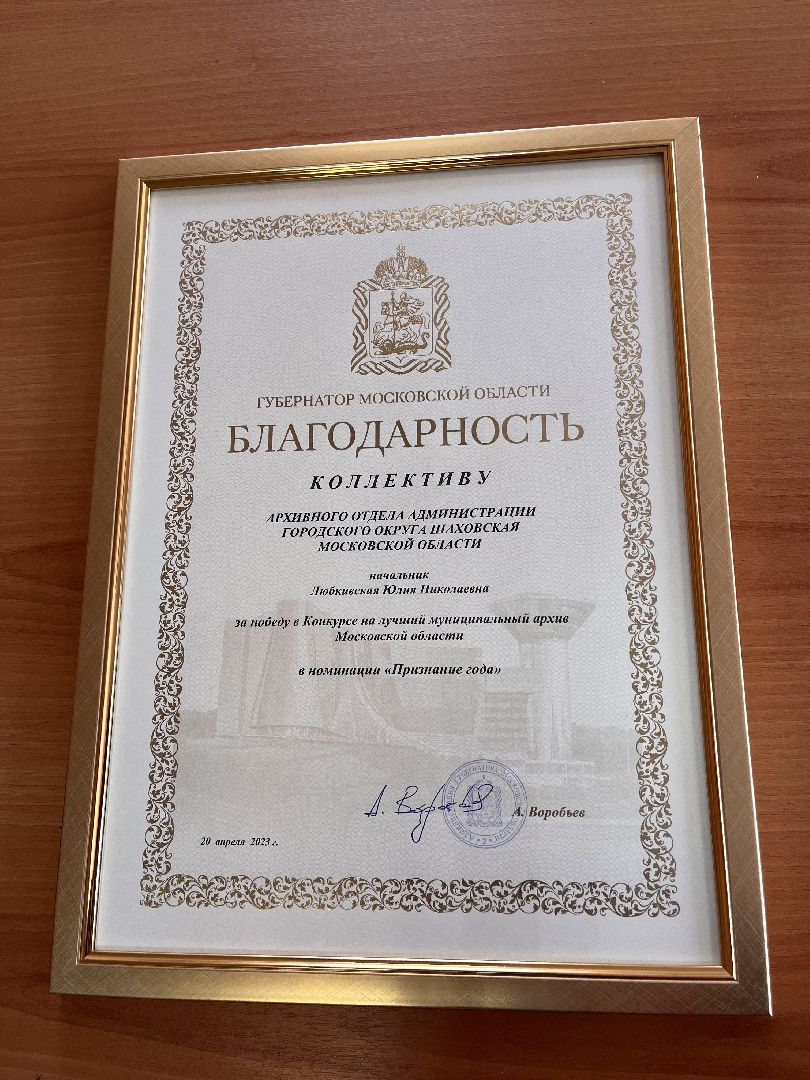 ГУБЕРНАТОР МОСКОВСКОЙ ОБЛАСТИ
БЛАГОДАРНОСТЬ
КОЛЛЕКТИВУ
АРХИВНОГО ОТДЕЛА АДМИНИСТРАЦИИ
ГОРОДСКОГО ОКРУГА ШАХОВСКАЯ
МОСКОВСКОЙ ОБЛАСТИ
начальник
Любкивская Юлия Николаевна
за победу в Конкурсе на лучший муниципальный архив
Московской области
в номинации «Признание года»
А. Воробьев
20 апреля 2023 г.